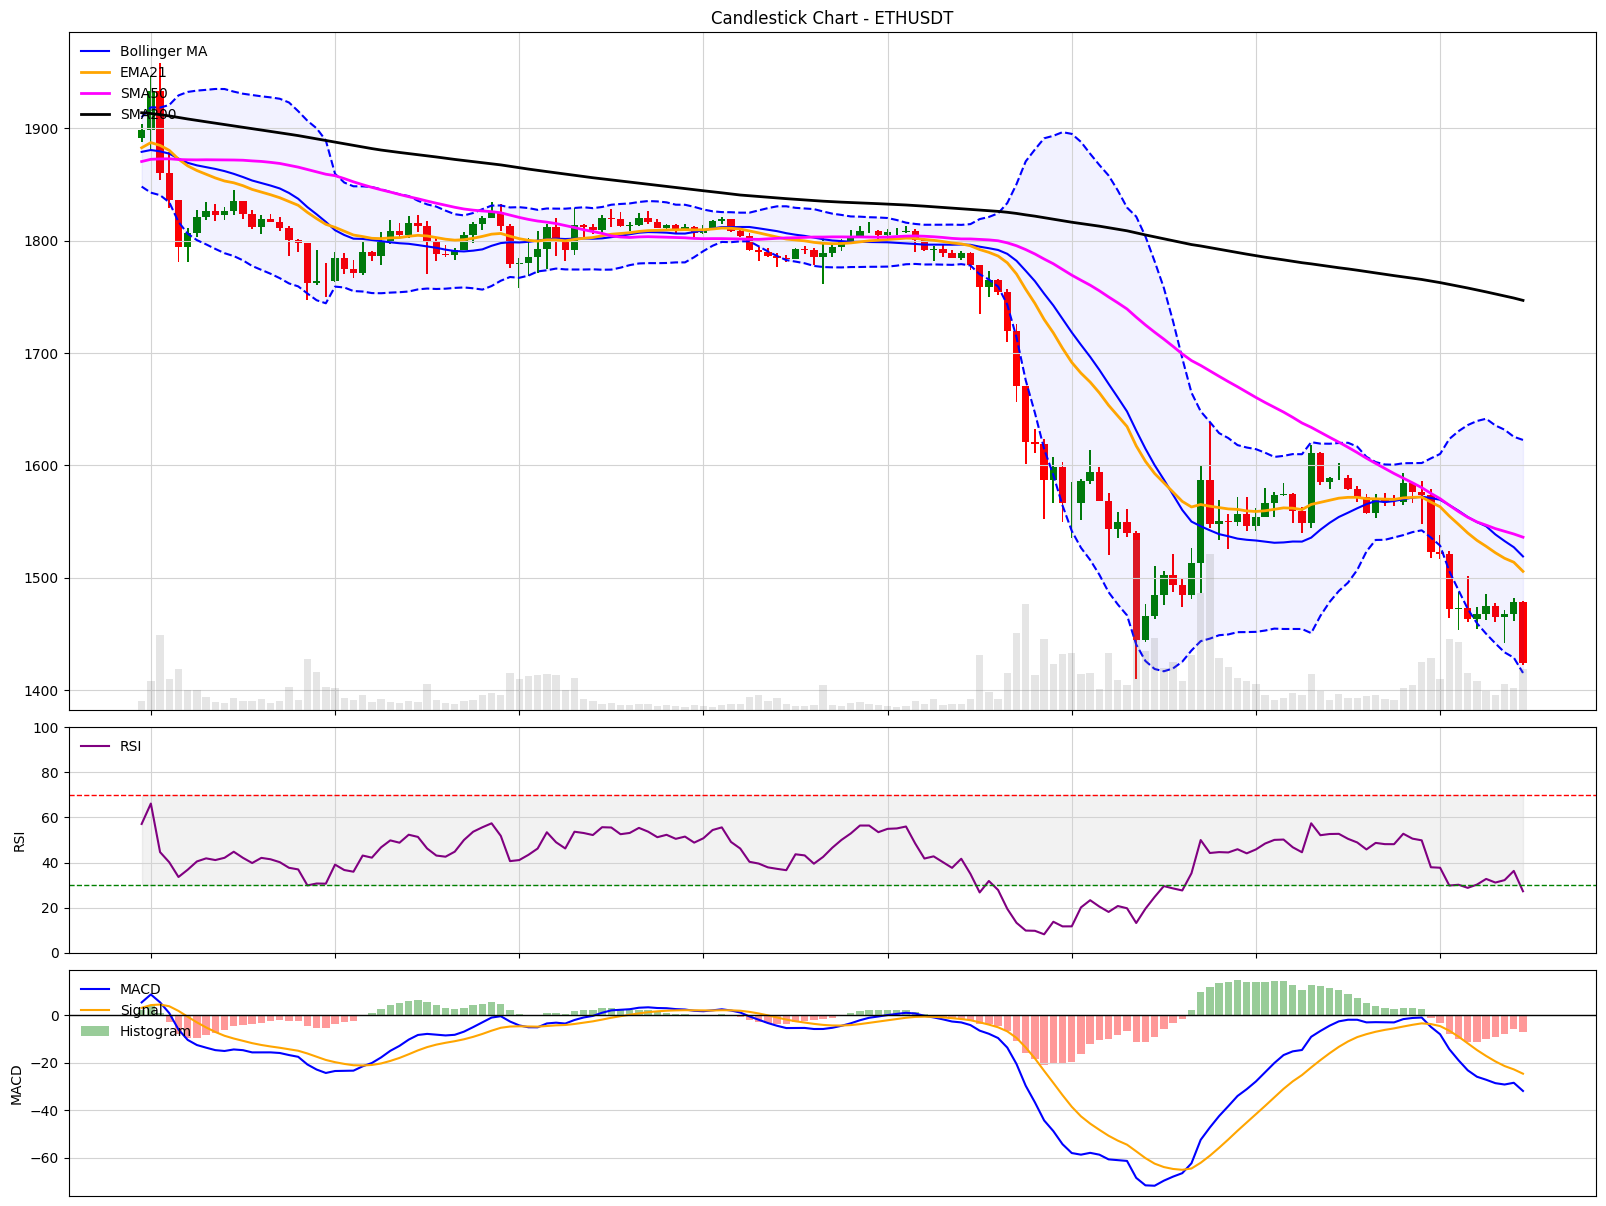 Candlestick Chart - ETHUSDT
Bollinger MA
EMA21
SMA50
SMA200
1900
1800
1700
1600
1500
1400
RSI
100
80
60
40
20
0
RSI
MACD
Signal
Histogram
0
−20
−40
−60
MACD